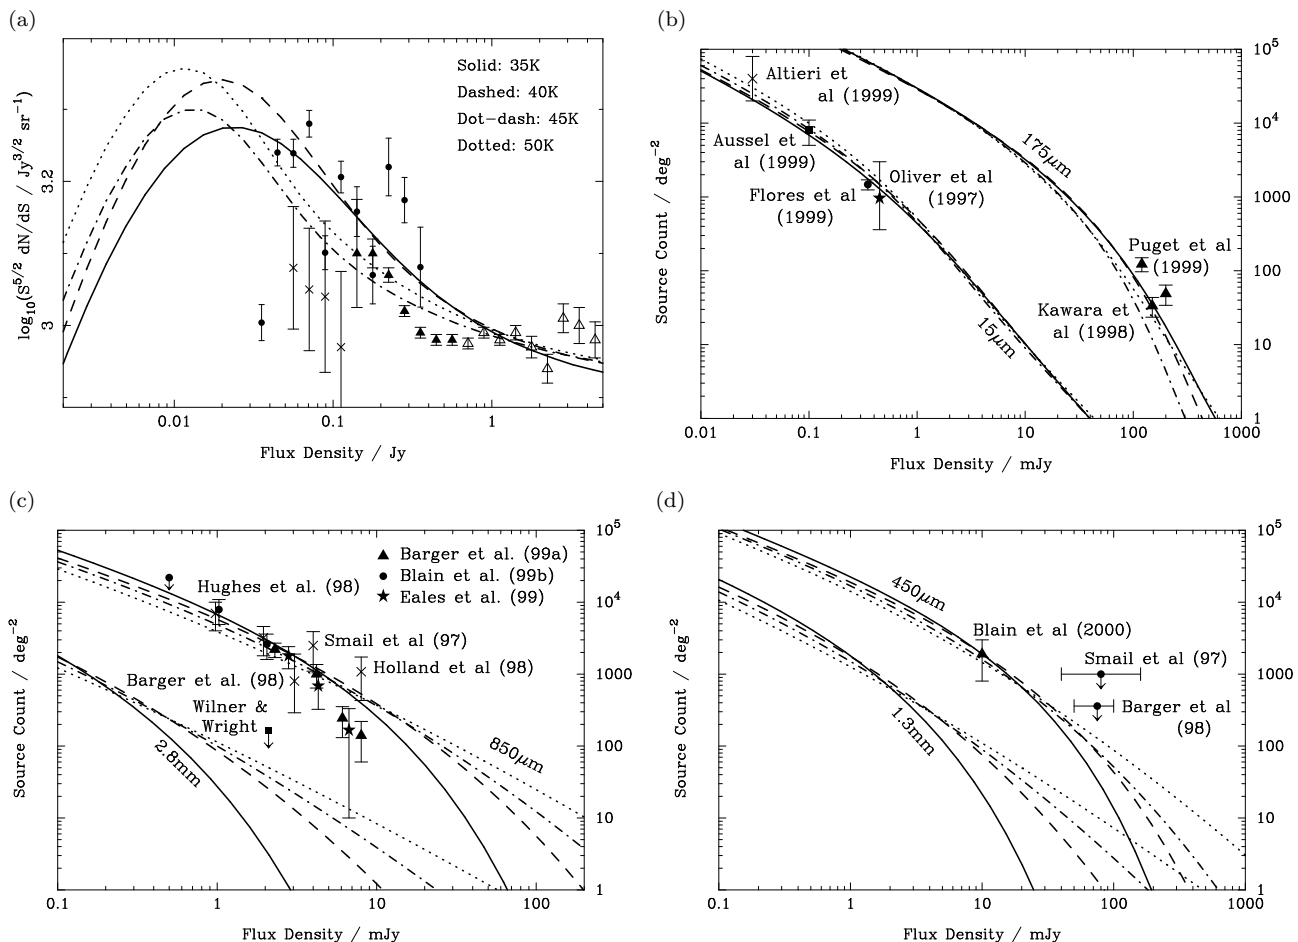 (a)
Solid: 35K
Dashed: 40K
Dot-dash: 45K
Dotted: 50K
log10(S^5/2 dN/dS / Jy^3/2 sr^-1)
3.2
3
0.01
0.1
1
Flux Density / Jy
(b)
10^5
10^4
1000
100
10
1
Source Count / deg^-2
Altieri et
al (1999)
Aussel et
al (1999)
Flores et al
(1999)
Oliver et al
(1997)
175μm
15μm
Puget et al
(1999)
Kawara et
al (1998)
0.01
0.1
1
10
100
1000
Flux Density / mJy
(c)
10^5
10^4
1000
100
10
1
Source Count / deg^-2
Barger et al. (99a)
Blain et al. (99b)
Eales et al. (99)
Hughes et al. (98)
Smail et al (97)
Holland et al (98)
Barger et al. (98)
Wilner &
Wright
2.8mm
850μm
0.1
1
10
100
Flux Density / mJy
(d)
10^5
10^4
1000
100
10
1
Source Count / deg^-2
450μm
Blain et al (2000)
Smail et al (97)
Barger et al
(98)
1.3mm
0.1
1
10
100
1000
Flux Density / mJy